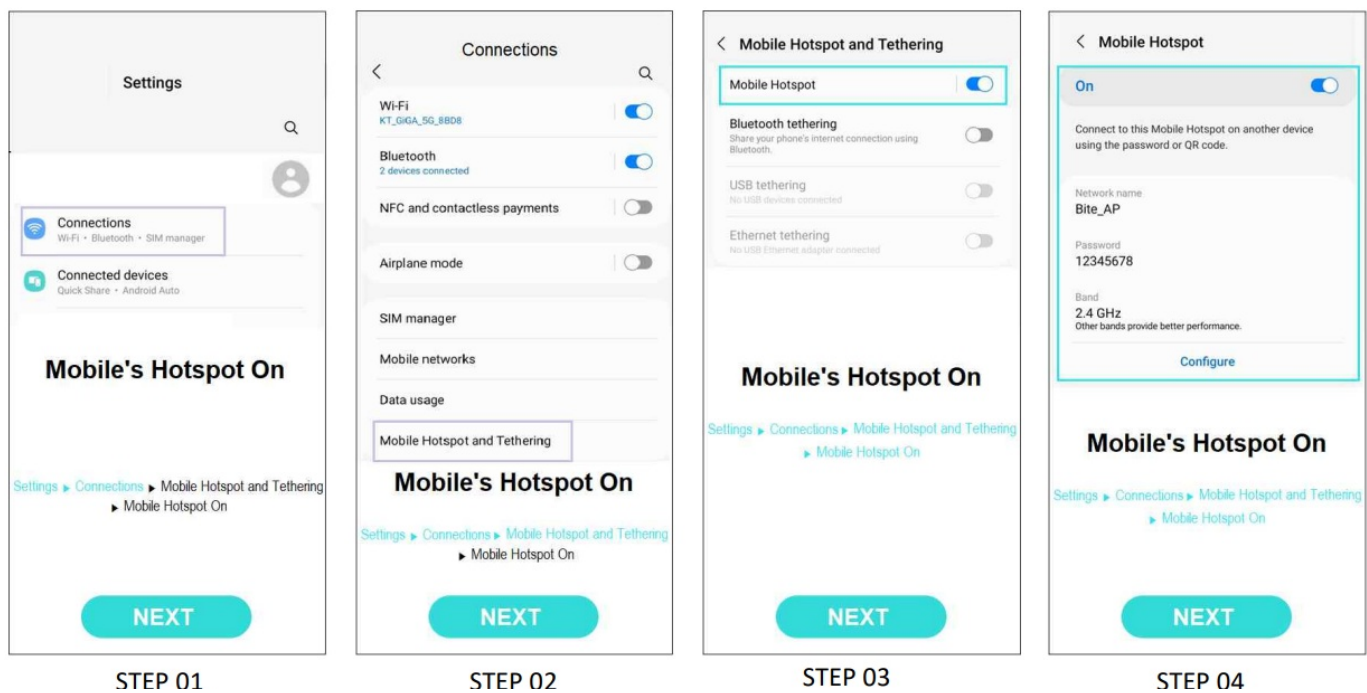 Settings
Connections
Wi-Fi • Bluetooth • SIM manager
Connected devices
Quick Share • Android Auto
Mobile's Hotspot On
Settings ▶ Connections ▶ Mobile Hotspot and Tethering
▶ Mobile Hotspot On
NEXT
STEP 01
Connections
Wi-Fi
KT_GiGA_5G_8BD8
Bluetooth
2 devices connected
NFC and contactless payments
Airplane mode
SIM manager
Mobile networks
Data usage
Mobile Hotspot and Tethering
Mobile's Hotspot On
Settings ▶ Connections ▶ Mobile Hotspot and Tethering
▶ Mobile Hotspot On
NEXT
STEP 02
Mobile Hotspot and Tethering
Mobile Hotspot
Bluetooth tethering
Share your phone's internet connection using
Bluetooth.
USB tethering
No USB devices connected
Ethernet tethering
No USB Ethernet adapter connected
Mobile's Hotspot On
Settings ▶ Connections ▶ Mobile Hotspot and Tethering
▶ Mobile Hotspot On
NEXT
STEP 03
Mobile Hotspot
On
Connect to this Mobile Hotspot on another device
using the password or QR code.
Network name
Bite_AP
Password
12345678
Band
2.4 GHz
Other bands provide better performance.
Configure
Mobile's Hotspot On
Settings ▶ Connections ▶ Mobile Hotspot and Tethering
▶ Mobile Hotspot On
NEXT
STEP 04